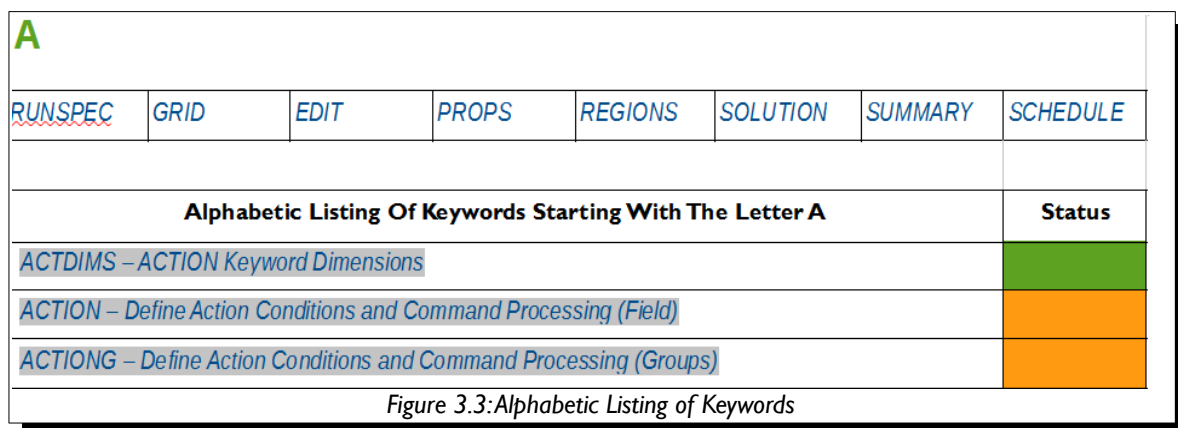 A
RUNSPEC GRID EDIT PROPS REGIONS SOLUTION SUMMARY SCHEDULE
Alphabetic Listing Of Keywords Starting With The Letter A Status
ACTDIMS – ACTION Keyword Dimensions
ACTION – Define Action Conditions and Command Processing (Field)
ACTIONG – Define Action Conditions and Command Processing (Groups)
Figure 3.3: Alphabetic Listing of Keywords